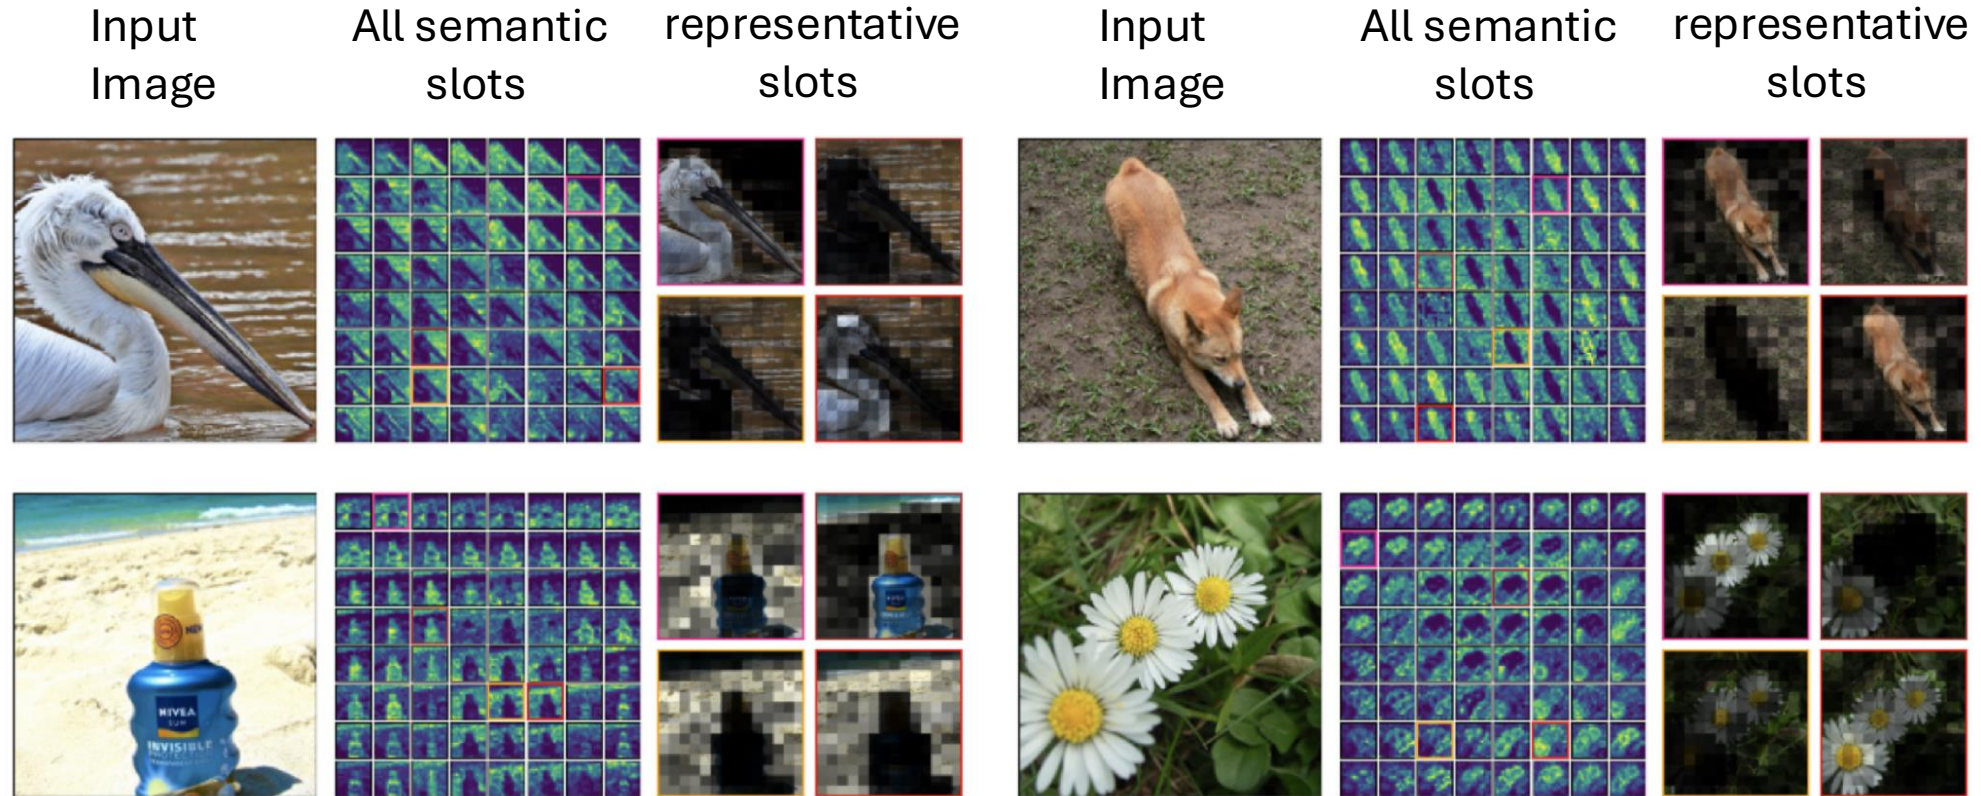 Input
Image
All semantic
slots
representative
slots
Input
Image
All semantic
slots
representative
slots
NIVEA
SUN
INVISIBLE